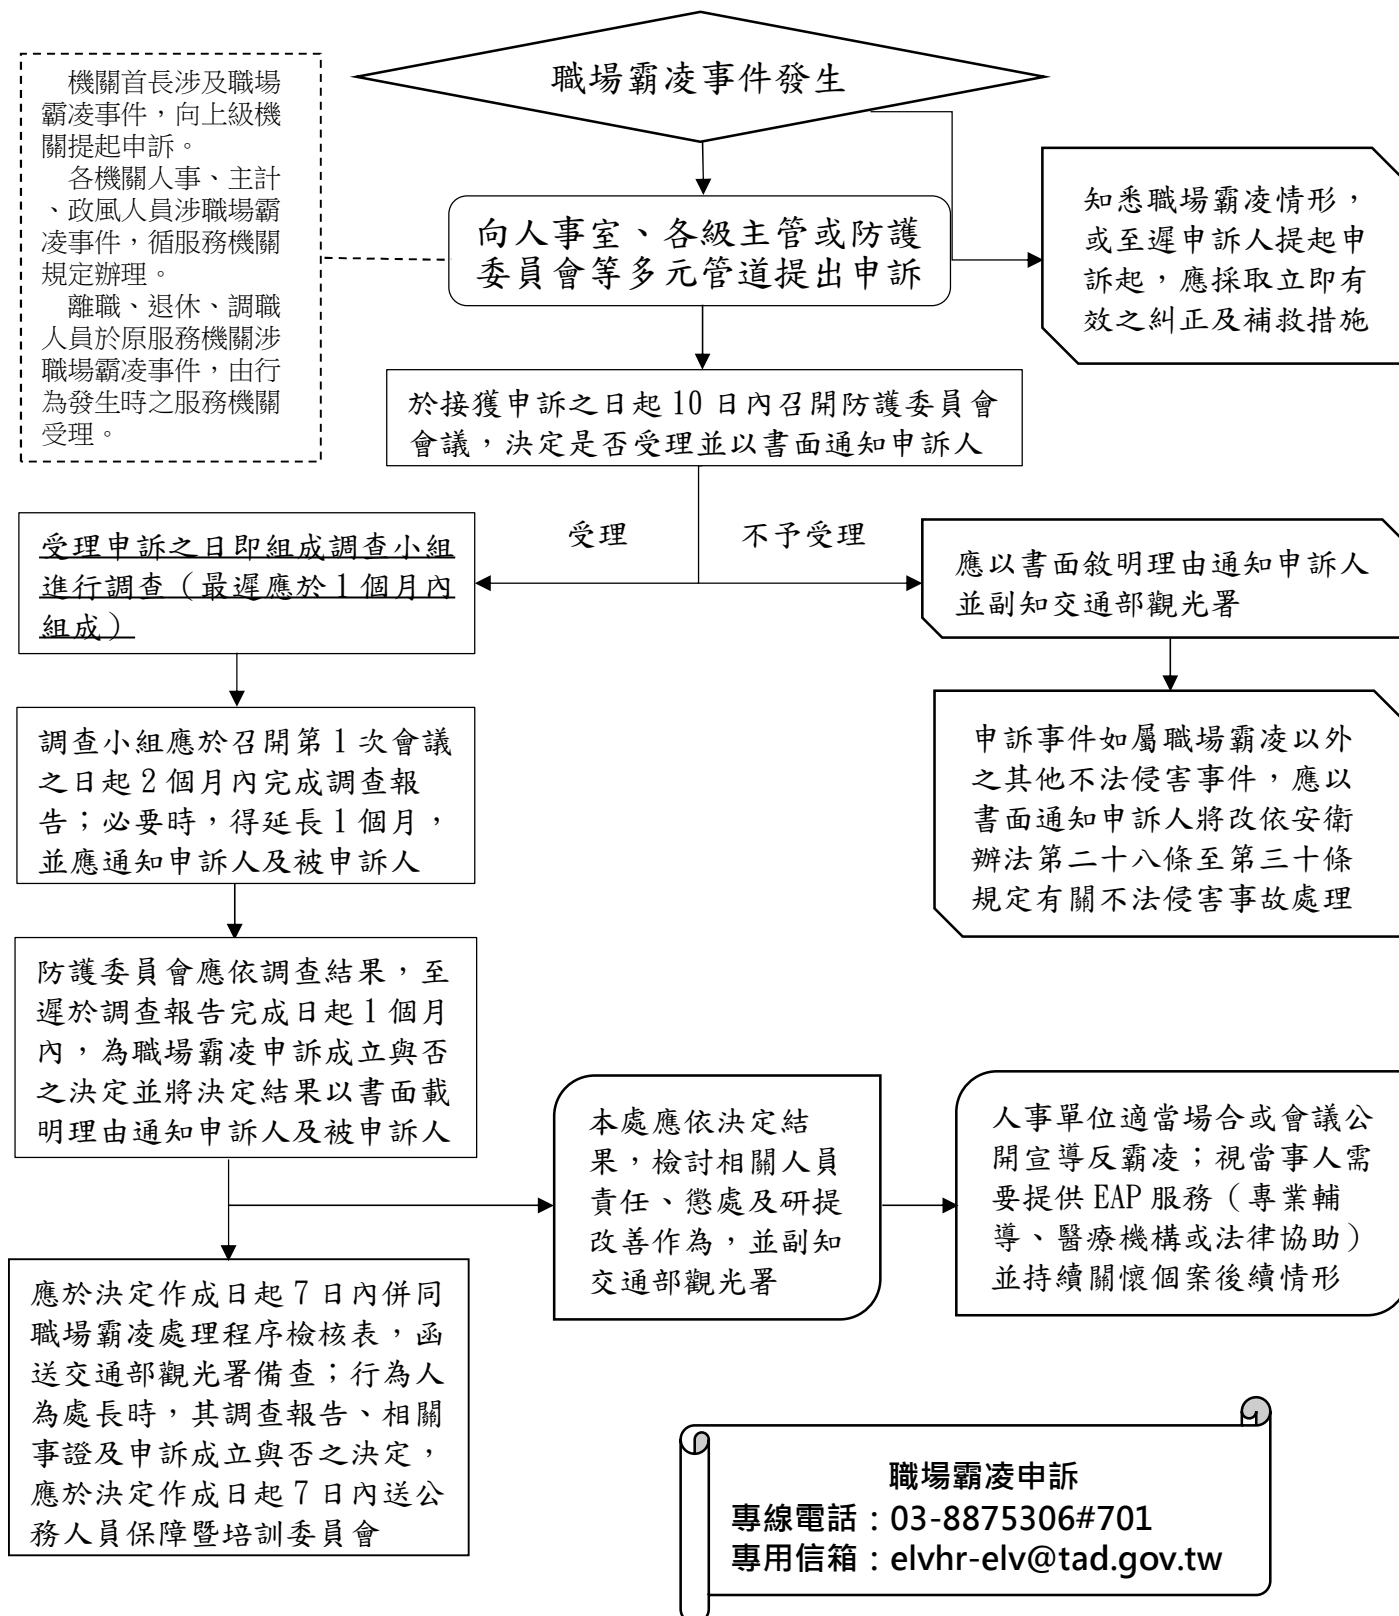 職場霸凌事件發生
機關首長涉及職場
霸凌事件，向上級機
關提起申訴。
各機關人事、主計
、政風人員涉職場霸
凌事件，循服務機關
規定辦理。
離職、退休、調職
人員於原服務機關涉
職場霸凌事件，由行
為發生時之服務機關
受理。
向人事室、各級主管或防護
委員會等多元管道提出申訴
知悉職場霸凌情形，
或至遲申訴人提起申
訴起，應採取立即有
效之糾正及補救措施
於接獲申訴之日起 10 日內召開防護委員會
會議，決定是否受理並以書面通知申訴人
受理
不予受理
受理申訴之日即組成調查小組
進行調查（最遲應於 1 個月內
組成）
應以書面敘明理由通知申訴人
並副知交通部觀光署
調查小組應於召開第 1 次會議
之日起 2 個月內完成調查報
告；必要時，得延長 1 個月，
並應通知申訴人及被申訴人
申訴事件如屬職場霸凌以外
之其他不法侵害事件，應以
書面通知申訴人將改依安衛
辦法第二十八條至第三十條
規定有關不法侵害事故處理
防護委員會應依調查結果，至
遲於調查報告完成日起 1 個月
內，為職場霸凌申訴成立與否
之決定並將決定結果以書面載
明理由通知申訴人及被申訴人
本處應依決定結
果，檢討相關人員
責任、懲處及研提
改善作為，並副知
交通部觀光署
人事單位適當場合或會議公
開宣導反霸凌；視當事人需
要提供 EAP 服務（專業輔
導、醫療機構或法律協助）
並持續關懷個案後續情形
應於決定作成日起 7 日內併同
職場霸凌處理程序檢核表，函
送交通部觀光署備查；行為人
為處長時，其調查報告、相關
事證及申訴成立與否之決定，
應於決定作成日起 7 日內送公
務人員保障暨培訓委員會
職場霸凌申訴
專線電話：03-8875306#701
專用信箱：elvhr-elv@tad.gov.tw